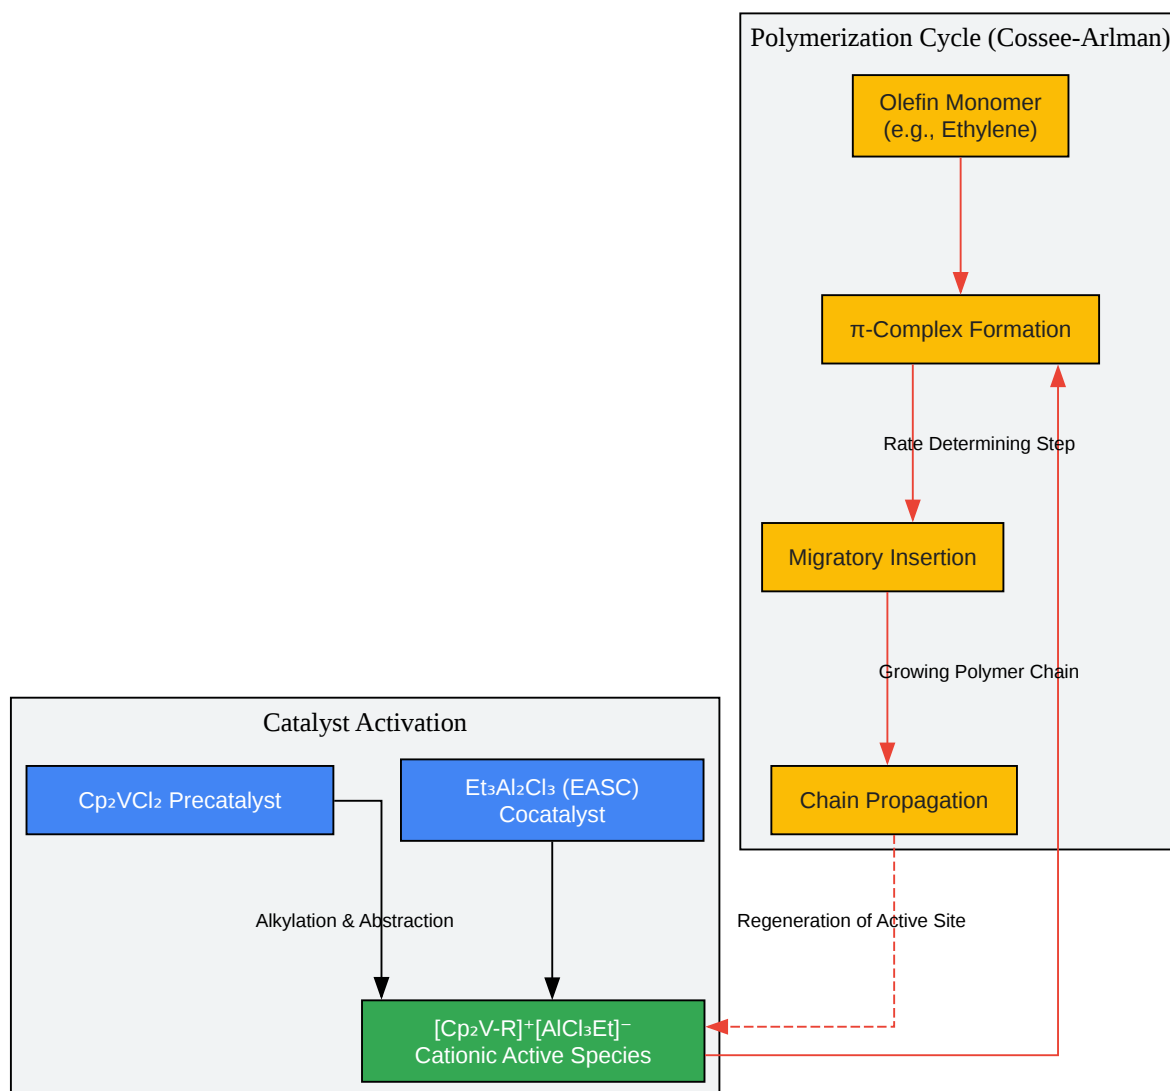 Polymerization Cycle (Cossee-Arlman)
Olefin Monomer
(e.g., Ethylene)
π-Complex Formation
Rate Determining Step
Migratory Insertion
Growing Polymer Chain
Chain Propagation
Regeneration of Active Site
Catalyst Activation
Cp₂VCl₂ Precatalyst
Et₃Al₂Cl₃ (EASC)
Cocatalyst
Alkylation & Abstraction
[Cp₂V-R]⁺[AlCl₃Et]⁻
Cationic Active Species